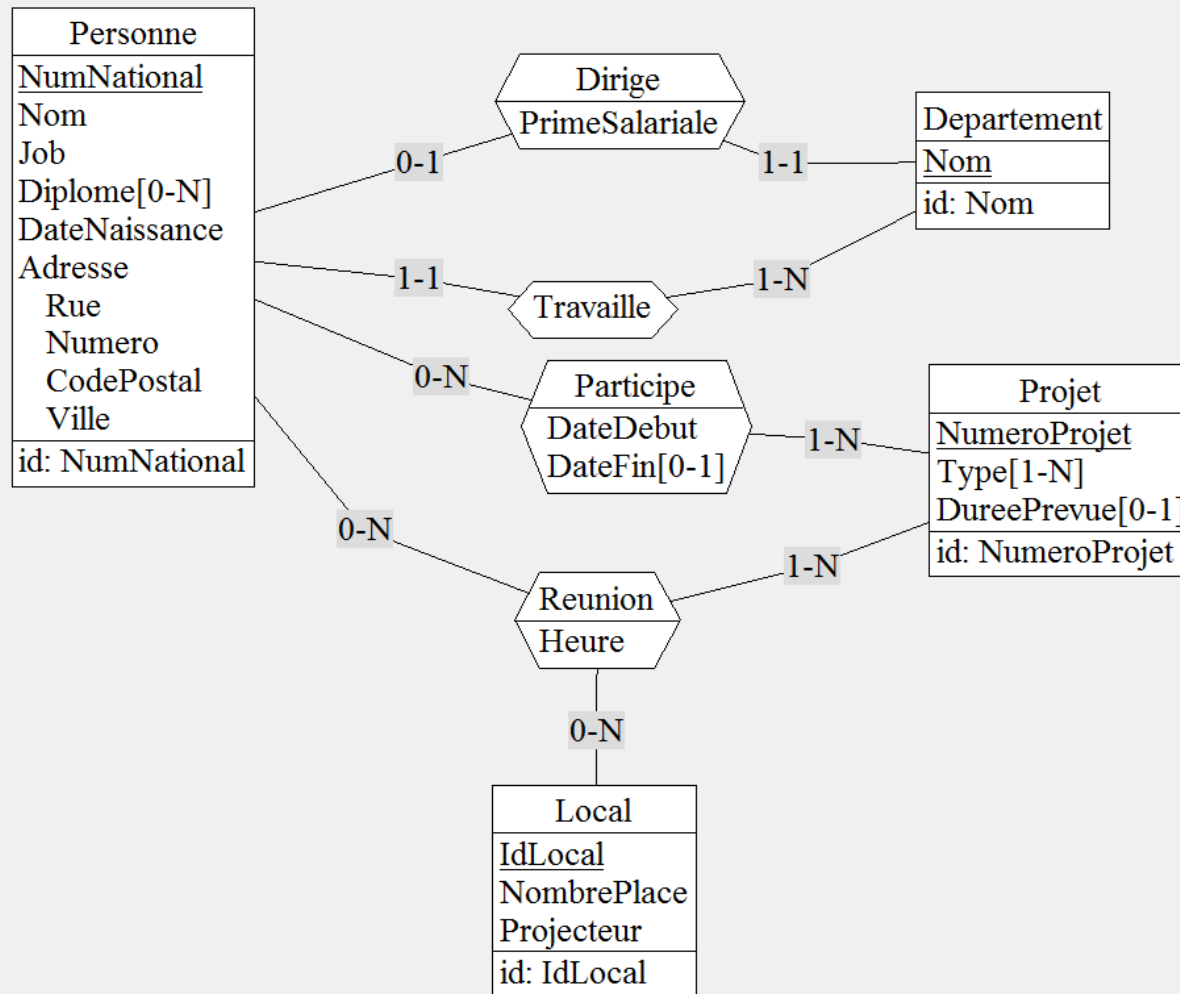 Personne
NumNational
Nom
Job
Diplome[0-N]
DateNaissance
Adresse
Rue
Numero
CodePostal
Ville
id: NumNational
Dirige
PrimeSalariale
0-1
1-1
Departement
Nom
id: Nom
1-1
Travaille
1-N
0-N
Participe
DateDebut
DateFin[0-1]
1-N
Projet
NumeroProjet
Type[1-N]
DureePrevue[0-1]
id: NumeroProjet
0-N
Reunion
Heure
1-N
0-N
Local
IdLocal
NombrePlace
Projecteur
id: IdLocal